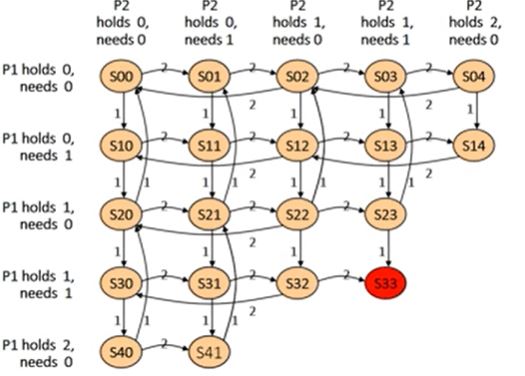 P2 holds 0, needs 0
P2 holds 0, needs 1
P2 holds 1, needs 0
P2 holds 1, needs 1
P2 holds 2, needs 0
P1 holds 0, needs 0
S00 2 S01 2 S02 2 S03 2 S04
1 1 2 1 1 2 1
P1 holds 0, needs 1
S10 2 S11 2 S12 2 S13 2 S14
1 1 1 1 2 1 1 1 1 2
P1 holds 1, needs 0
S20 2 S21 2 S22 2 S23
1 1 2 1 1
P1 holds 1, needs 1
S30 2 S31 2 S32 2 S33
1 1 1 1 2
P1 holds 2, needs 0
S40 2 S41